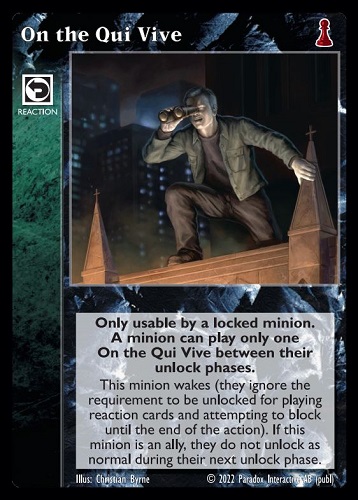 On the Qui Vive
REACTION
Only usable by a locked minion.
A minion can play only one
On the Qui Vive between their
unlock phases.
This minion wakes (they ignore the
requirement to be unlocked for playing
reaction cards and attempting to block
until the end of the action). If this
minion is an ally, they do not unlock as
normal during their next unlock phase.
Illus: Christian Byrne
© 2022 Paradox Interactive AB (publ)